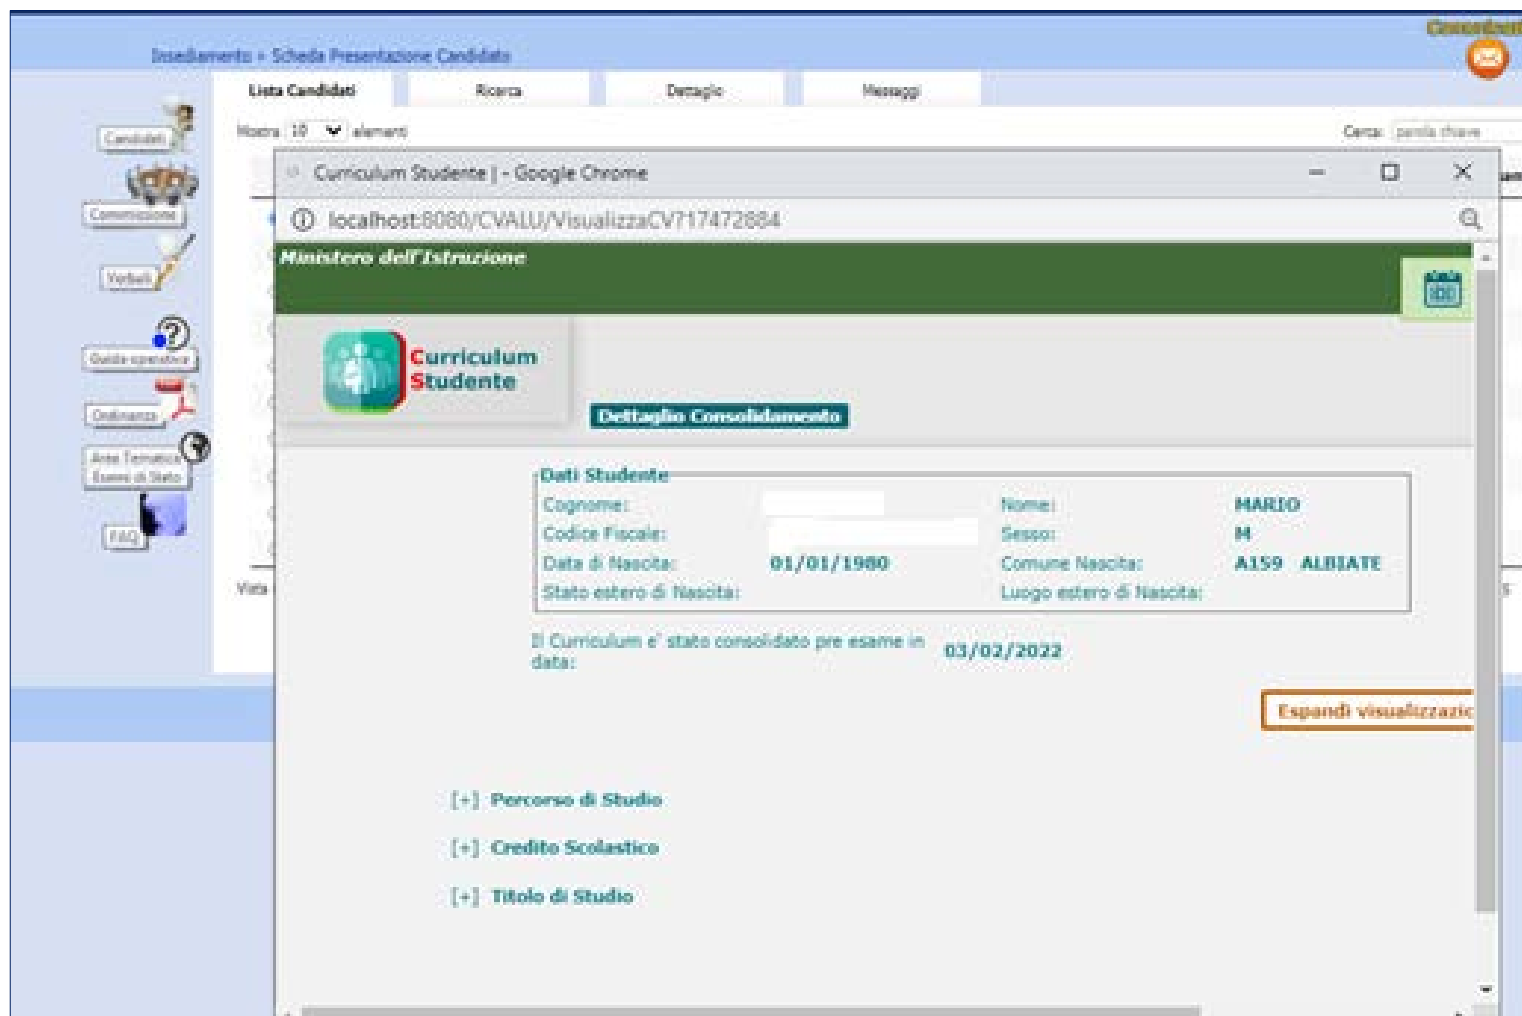 Insediamento » Scheda Presentazione Candidato
Lista Candidati Ricerca Dettaglio Messaggi
Mostra 10 elementi Cerca: parola chiave
Candidati
Commissione
Verbali
Guida operativa
Ordinanza
Area Tematica
Esami di Stato
FAQ
Vista
Curriculum Studente | - Google Chrome
localhost:8080/CVALU/VisualizzaCV?17472884
Ministero dell'Istruzione
Curriculum
Studente
Dettaglio Consolidamento
Dati Studente
Cognome: Nome: MARIO
Codice Fiscale: Sesso: M
Data di Nascita: 01/01/1980 Comune Nascita: A159 ALBIATE
Stato estero di Nascita: Luogo estero di Nascita:
Il Curriculum e' stato consolidato pre esame in
data: 03/02/2022
Espandi visualizzazio
[+] Percorso di Studio
[+] Credito Scolastico
[+] Titolo di Studio